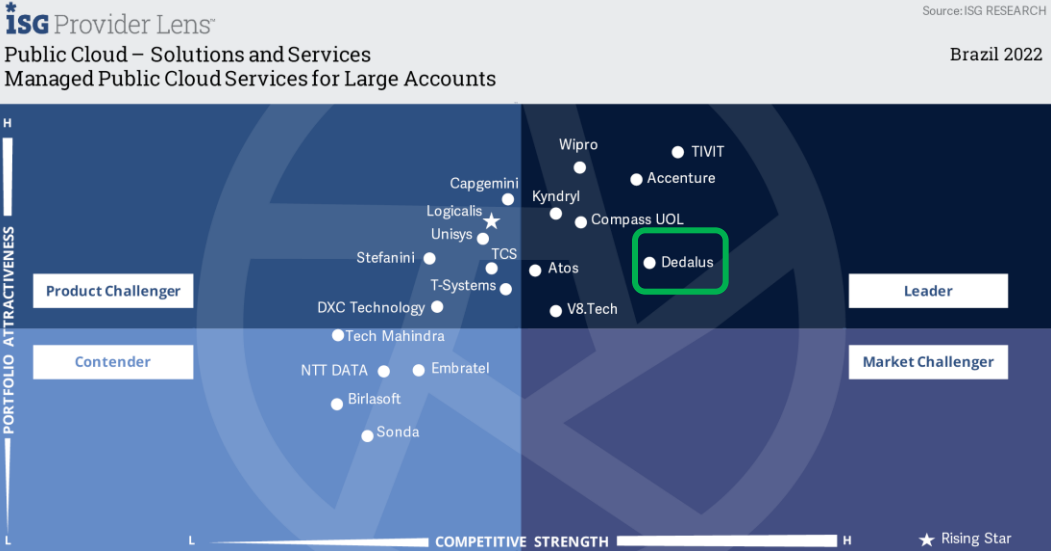 ISG Provider Lens™
Source: ISG RESEARCH
Public Cloud – Solutions and Services
Brazil 2022
Managed Public Cloud Services for Large Accounts
H
PORTFOLIO ATTRACTIVENESS
L
Wipro
TIVIT
Accenture
Capgemini
Kyndryl
Logicalis
Compass UOL
Unisys
Stefanini
TCS
Dedalus
Atos
T-Systems
Product Challenger
Leader
DXC Technology
V8.Tech
Tech Mahindra
Contender
Market Challenger
NTT DATA
Embratel
Birlasoft
Sonda
L
COMPETITIVE STRENGTH
H
Rising Star